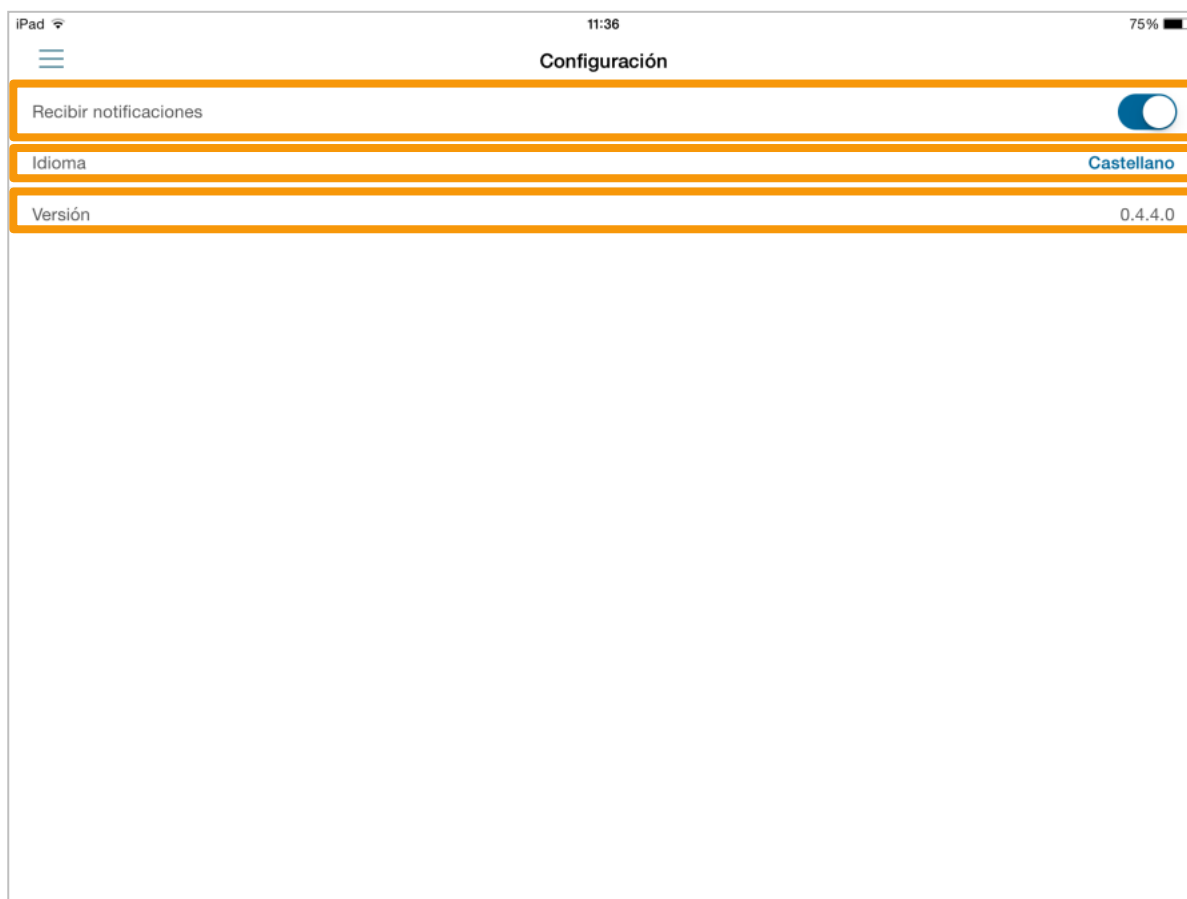 iPad 11:36 75%
Configuración
Recibir notificaciones
Idioma Castellano
Versión 0.4.4.0